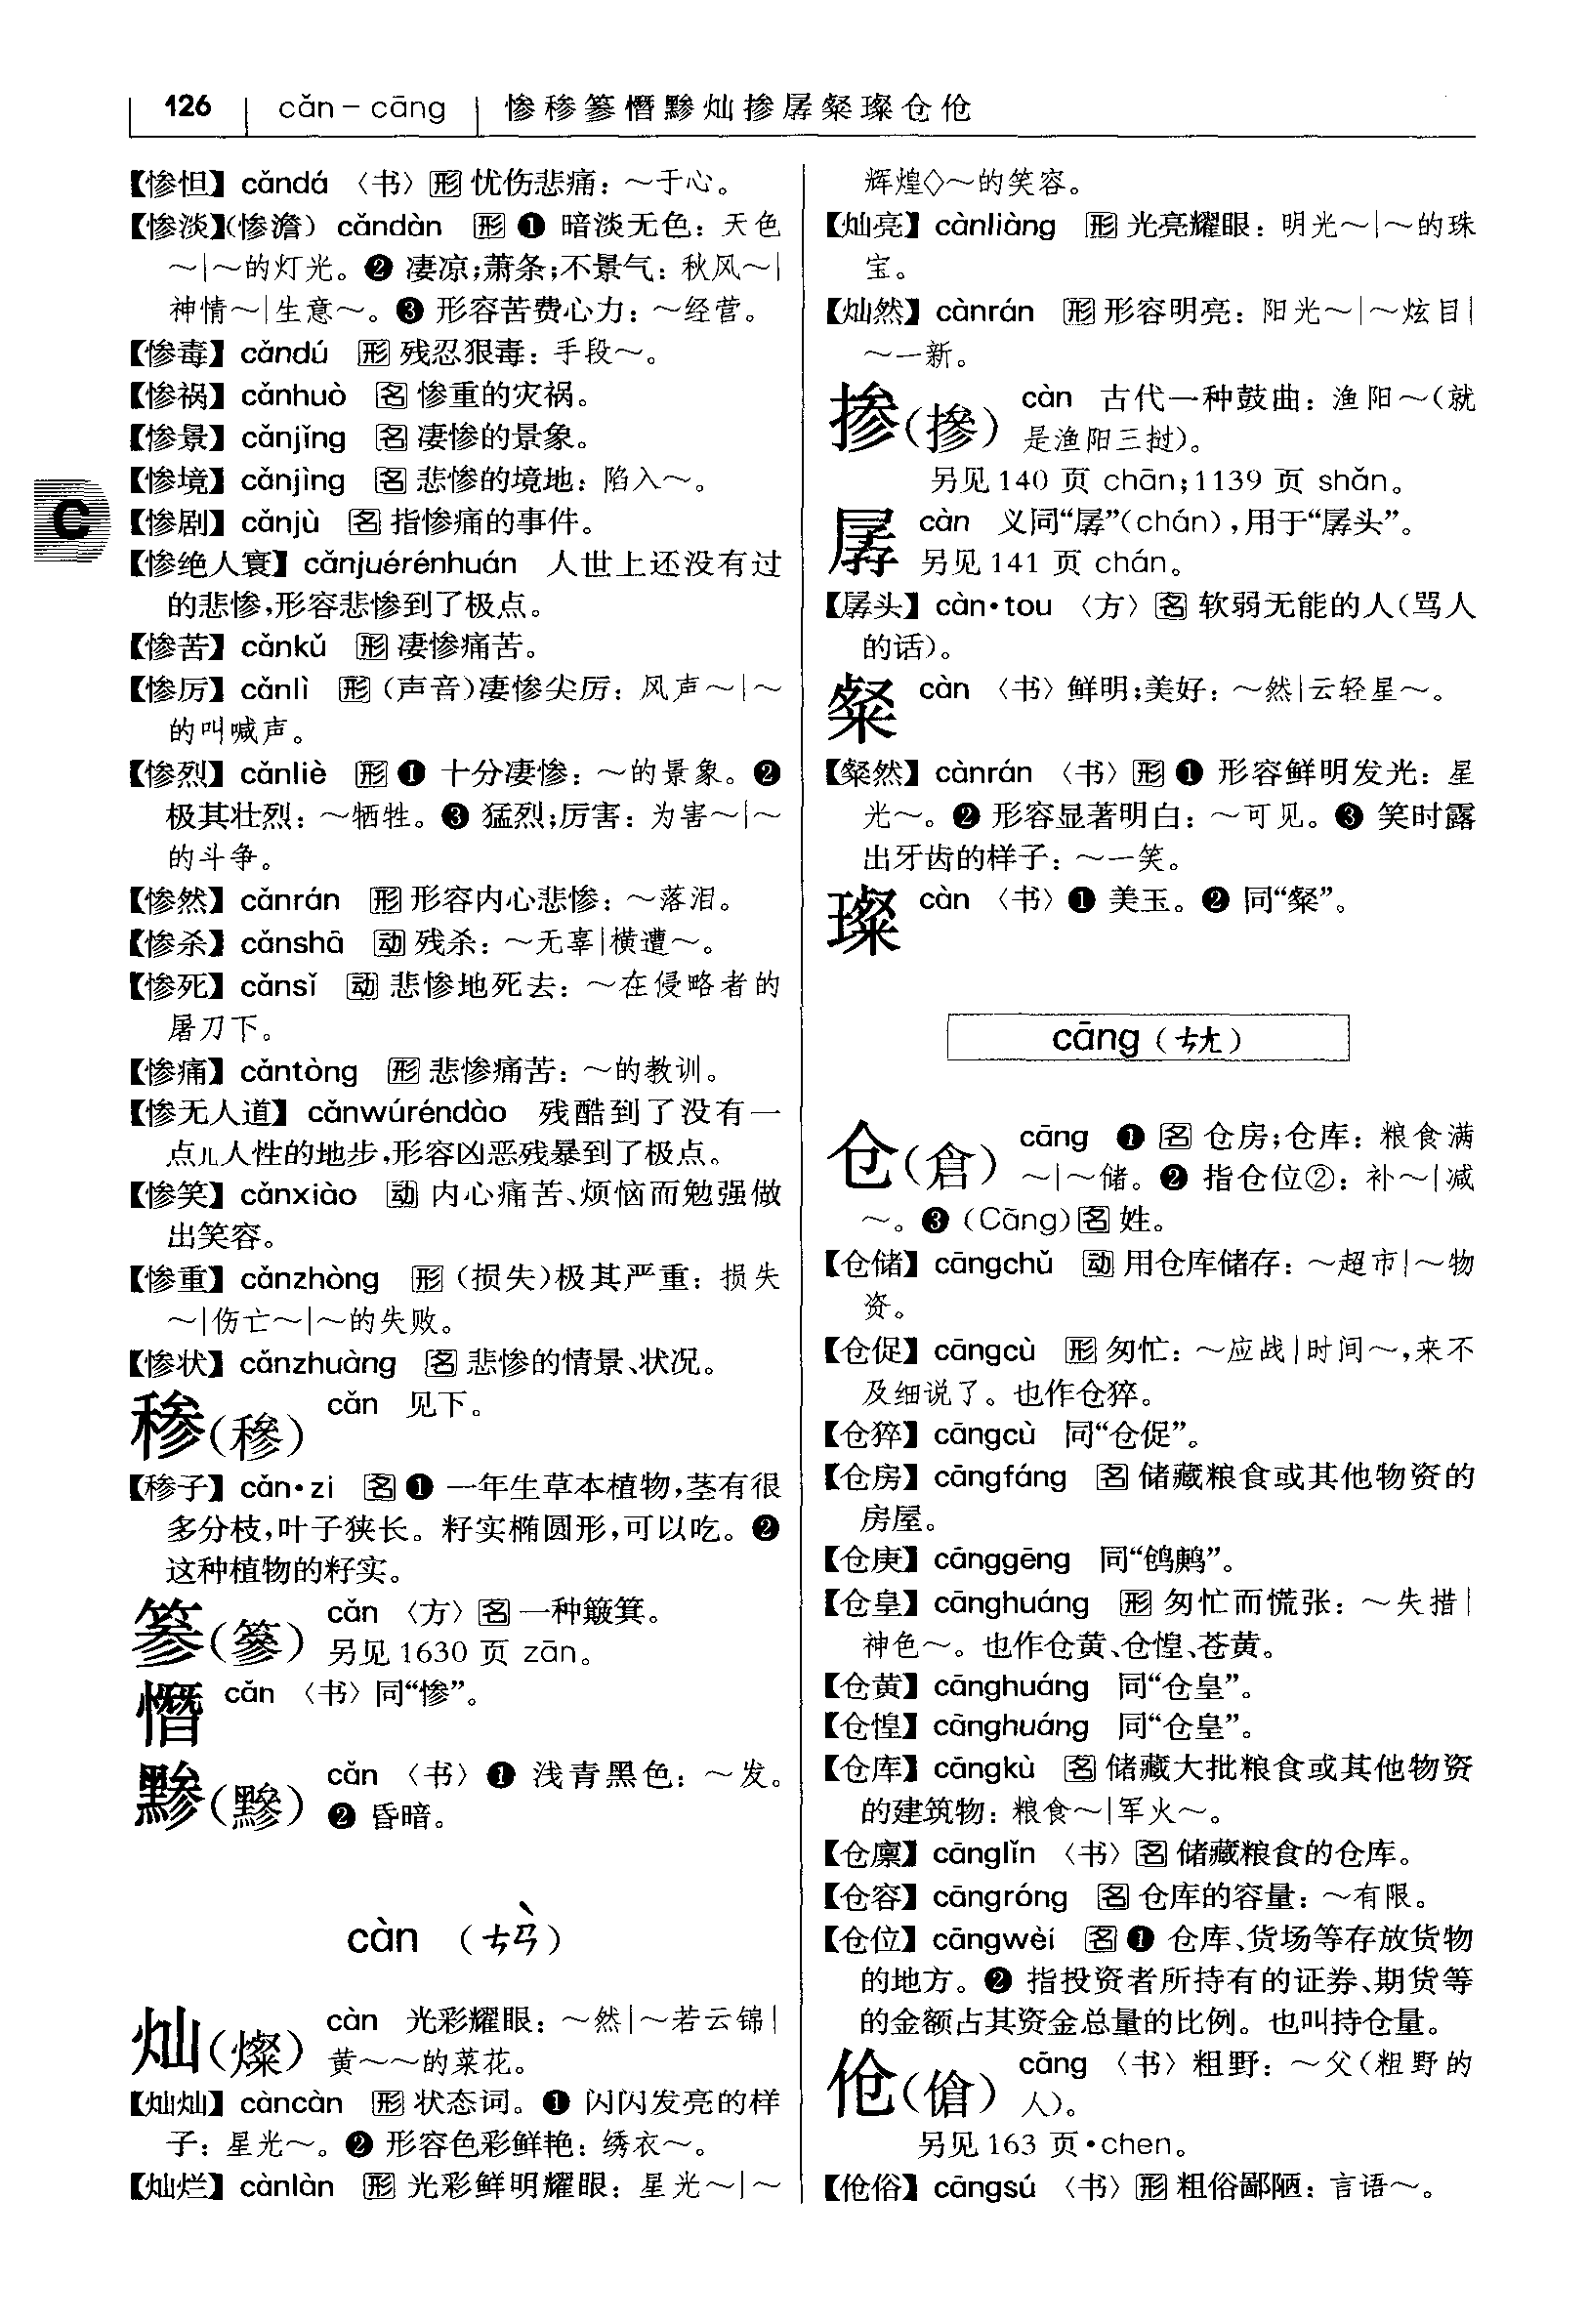 126 cǎn－cāng 惨穇篸憯黪灿掺孱粲璨仓伧
【惨怛】cǎndá 〈书〉形 忧伤悲痛：～于心。
【惨淡】(惨澹) cǎndàn 形 ❶ 暗淡无色：天色
～|～的灯光。❷ 凄凉；萧条；不景气：秋风～|
神情～|生意～。❸ 形容苦费心力：～经营。
【惨毒】cǎndú 形 残忍狠毒：手段～。
【惨祸】cǎnhuò 名 惨重的灾祸。
【惨景】cǎnjǐng 名 凄惨的景象。
【惨境】cǎnjìng 名 悲惨的境地：陷入～。
C
【惨剧】cǎnjù 名 指惨痛的事件。
【惨绝人寰】cǎnjuérénhuán 人世上还没有过
的悲惨，形容悲惨到了极点。
【惨苦】cǎnkǔ 形 凄惨痛苦。
【惨厉】cǎnlì 形 (声音)凄惨尖厉：风声～|～
的叫喊声。
【惨烈】cǎnliè 形 ❶ 十分凄惨：～的景象。❷
极其壮烈：～牺牲。❸ 猛烈；厉害：为害～|～
的斗争。
【惨然】cǎnrán 形 形容内心悲惨：～落泪。
【惨杀】cǎnshā 动 残杀：～无辜|横遭～。
【惨死】cǎnsǐ 动 悲惨地死去：～在侵略者的
屠刀下。
【惨痛】cǎntòng 形 悲惨痛苦：～的教训。
【惨无人道】cǎnwúréndào 残酷到了没有一
点儿人性的地步，形容凶恶残暴到了极点。
【惨笑】cǎnxiào 动 内心痛苦、烦恼而勉强做
出笑容。
【惨重】cǎnzhòng 形 (损失)极其严重：损失
～|伤亡～|～的失败。
【惨状】cǎnzhuàng 名 悲惨的情景、状况。
䅟(穇) cǎn 见下。
【䅟子】cǎn·zi 名 ❶ 一年生草本植物，茎有很
多分枝，叶子狭长。籽实椭圆形，可以吃。❷
这种植物的籽实。
篸(篸) cǎn 〈方〉名 一种簸箕。
另见1630 页 zān。
憯 cǎn 〈书〉同“惨”。
黪(黲) cǎn 〈书〉❶ 浅青黑色：～发。
❷ 昏暗。
càn （ㄘㄢˋ）
灿(燦) càn 光彩耀眼：～然|～若云锦|
黄～～的菜花。
【灿灿】càncàn 形 状态词。❶ 闪闪发亮的样
子：星光～。❷ 形容色彩鲜艳：绣衣～。
【灿烂】cànlàn 形 光彩鲜明耀眼：星光～|～
辉煌◇～的笑容。
【灿亮】cànliàng 形 光亮耀眼：明光～|～的珠
宝。
【灿然】cànrán 形 形容明亮：阳光～|～炫目|
～一新。
掺(摻) càn 古代一种鼓曲：渔阳～(就
是渔阳三挝)。
另见140 页 chān；1139 页 shǎn。
孱 càn 义同“孱”(chán)，用于“孱头”。
另见141 页 chán。
【孱头】càn·tou 〈方〉名 软弱无能的人(骂人
的话)。
粲 càn 〈书〉鲜明；美好：～然|云轻星～。
【粲然】cànrán 〈书〉形 ❶ 形容鲜明发光：星
光～。❷ 形容显著明白：～可见。❸ 笑时露
出牙齿的样子：～一笑。
璨 càn 〈书〉❶ 美玉。❷ 同“粲”。
cāng（ㄘㄤ）
仓(倉) cāng ❶ 名 仓房；仓库：粮食满
～|～储。❷ 指仓位②：补～|减
～。❸ (Cāng)名 姓。
【仓储】cāngchǔ 动 用仓库储存：～超市|～物
资。
【仓促】cāngcù 形 匆忙：～应战|时间～，来不
及细说了。也作仓猝。
【仓猝】cāngcù 同“仓促”。
【仓房】cāngfáng 名 储藏粮食或其他物资的
房屋。
【仓庚】cānggēng 同“鸧鹒”。
【仓皇】cānghuáng 形 匆忙而慌张：～失措|
神色～。也作仓黄、仓惶、苍黄。
【仓黄】cānghuáng 同“仓皇”。
【仓惶】cānghuáng 同“仓皇”。
【仓库】cāngkù 名 储藏大批粮食或其他物资
的建筑物：粮食～|军火～。
【仓廪】cānglǐn 〈书〉名 储藏粮食的仓库。
【仓容】cāngróng 名 仓库的容量：～有限。
【仓位】cāngwèi 名 ❶ 仓库、货场等存放货物
的地方。❷ 指投资者所持有的证券、期货等
的金额占其资金总量的比例。也叫持仓量。
伧(傖) cāng 〈书〉粗野：～父(粗野的
人)。
另见163 页 ·chen。
【伧俗】cāngsú 〈书〉形 粗俗鄙陋：言语～。